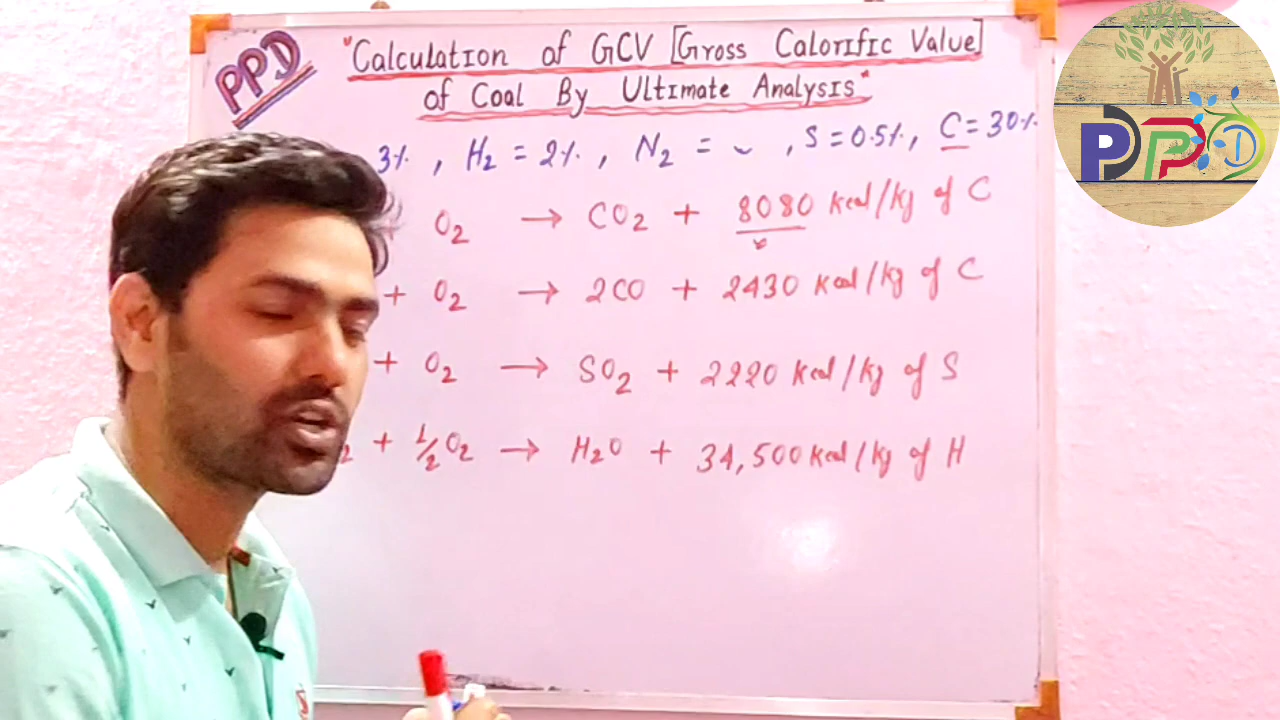 PPD
"Calculation of GCV [Gross Calorific Value]
of Coal By Ultimate Analysis"
3%, H2 = 2%, N2 = , S = 0.5%, C = 30%
O2 → CO2 + 8080 kcal/kg of C
+ O2 → 2CO + 2430 kcal/kg of C
+ O2 → SO2 + 2220 kcal/kg of S
2 + 1/2O2 → H2O + 34,500 kcal/kg of H
PPD